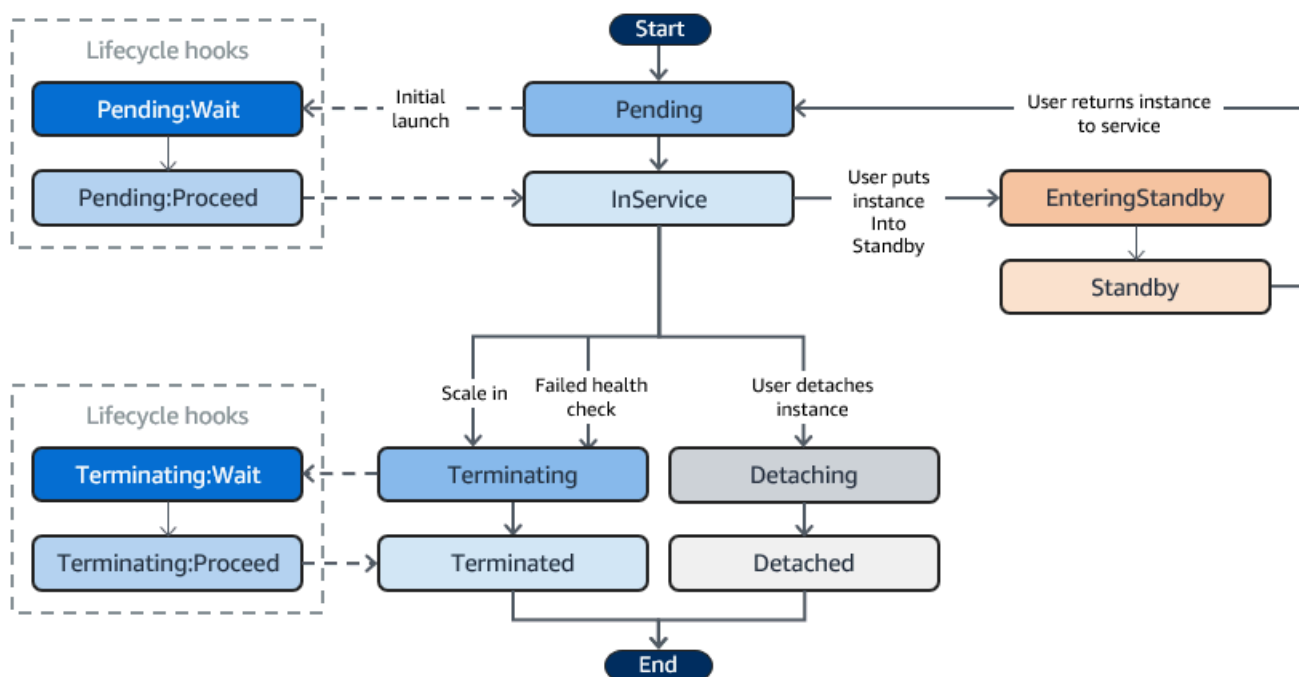 Start
Lifecycle hooks
Pending:Wait
Initial
launch
Pending
User returns instance
to service
Pending:Proceed
InService
User puts
instance
Into
Standby
EnteringStandby
Standby
Scale in
Failed health
check
User detaches
instance
Lifecycle hooks
Terminating:Wait
Terminating
Detaching
Terminating:Proceed
Terminated
Detached
End